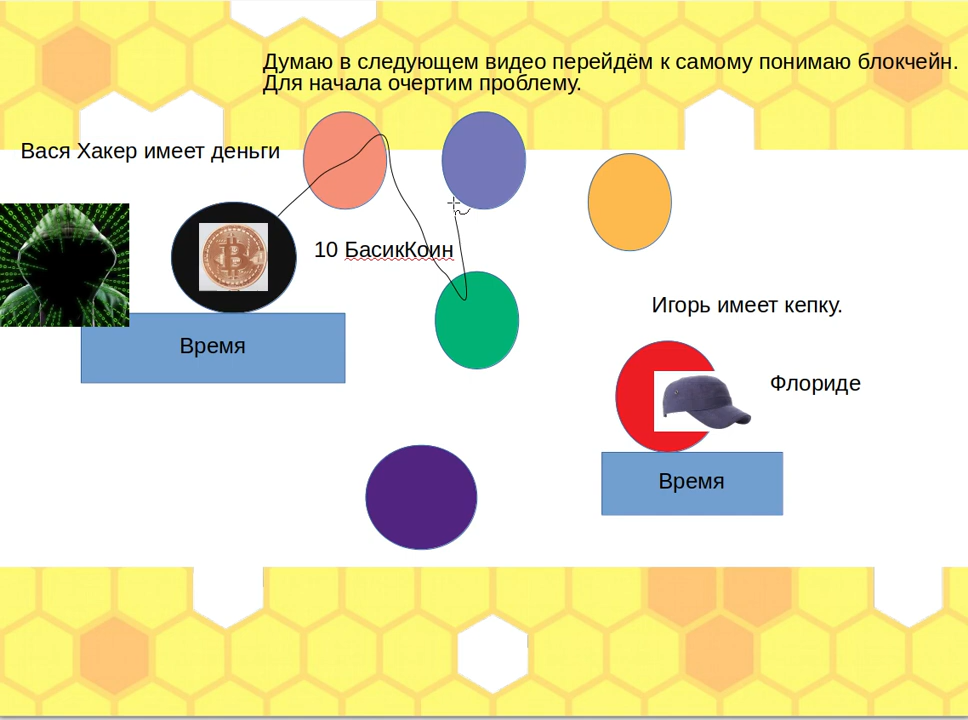 Думаю в следующем видео перейдём к самому понимаю блокчейн.
Для начала очертим проблему.
Вася Хакер имеет деньги
10 БасикКоин
Игорь имеет кепку.
Время
Флориде
Время